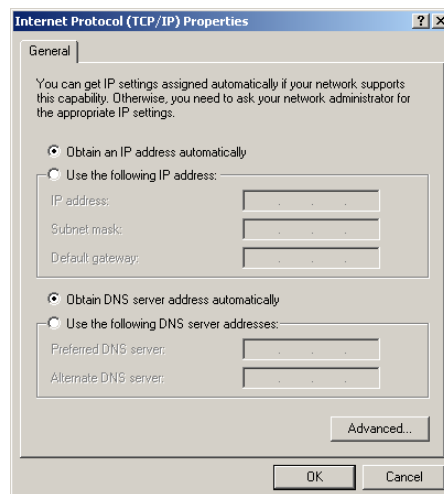 Internet Protocol (TCP/IP) Properties
General
You can get IP settings assigned automatically if your network supports
this capability. Otherwise, you need to ask your network administrator for
the appropriate IP settings.
Obtain an IP address automatically
Use the following IP address:
IP address:
Subnet mask:
Default gateway:
Obtain DNS server address automatically
Use the following DNS server addresses:
Preferred DNS server:
Alternate DNS server:
Advanced...
OK
Cancel